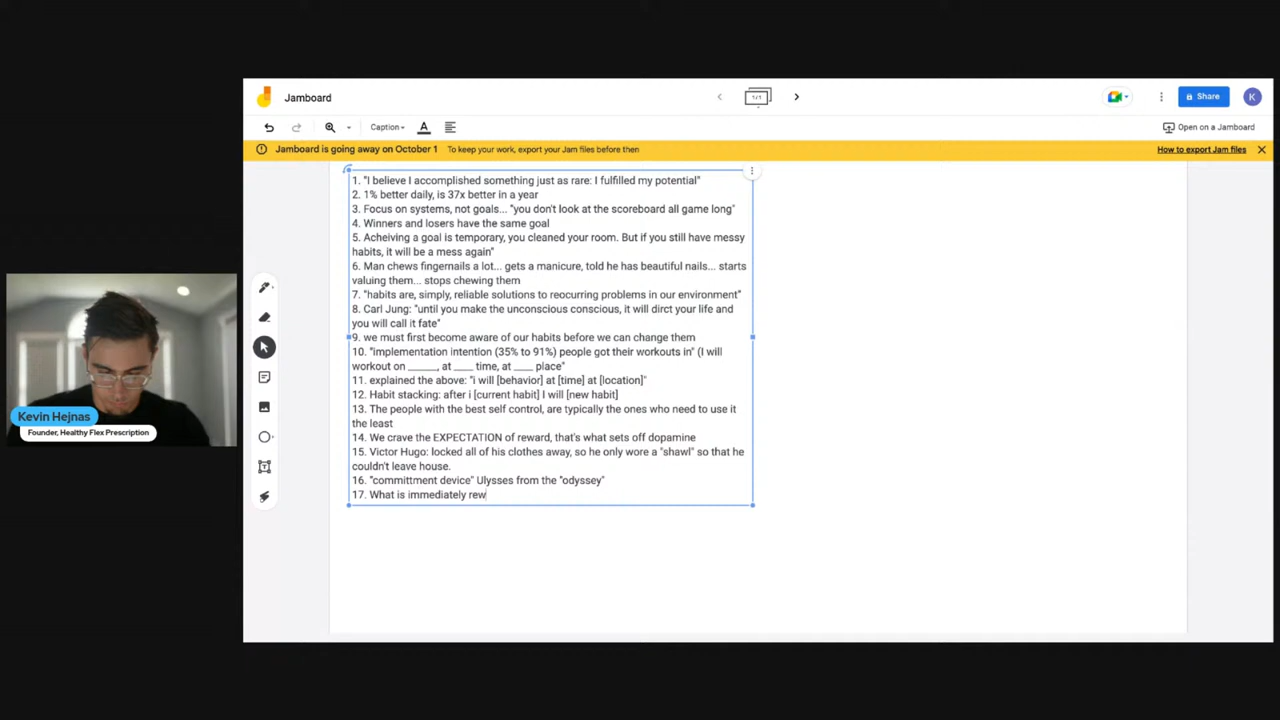 Jamboard
1/1
Share
K
Caption
A
Open on a Jamboard
Jamboard is going away on October 1 To keep your work, export your Jam files before then
How to export Jam files
1. "I believe I accomplished something just as rare: I fulfilled my potential"
2. 1% better daily, is 37x better in a year
3. Focus on systems, not goals... "you don't look at the scoreboard all game long"
4. Winners and losers have the same goal
5. Acheiving a goal is temporary, you cleaned your room. But if you still have messy
habits, it will be a mess again"
6. Man chews fingernails a lot... gets a manicure, told he has beautiful nails... starts
valuing them... stops chewing them
7. "habits are, simply, reliable solutions to reocurring problems in our environment"
8. Carl Jung: "until you make the unconscious conscious, it will dirct your life and
you will call it fate"
9. we must first become aware of our habits before we can change them
10. "implementation intention (35% to 91%) people got their workouts in" (I will
workout on ______, at ____ time, at ____ place"
11. explained the above: "i will [behavior] at [time] at [location]"
12. Habit stacking: after i [current habit] I will [new habit]
13. The people with the best self control, are typically the ones who need to use it
the least
14. We crave the EXPECTATION of reward, that's what sets off dopamine
15. Victor Hugo: locked all of his clothes away, so he only wore a "shawl" so that he
couldn't leave house.
16. "committment device" Ulysses from the "odyssey"
17. What is immediately rew
Kevin Hejnas
Founder, Healthy Flex Prescription